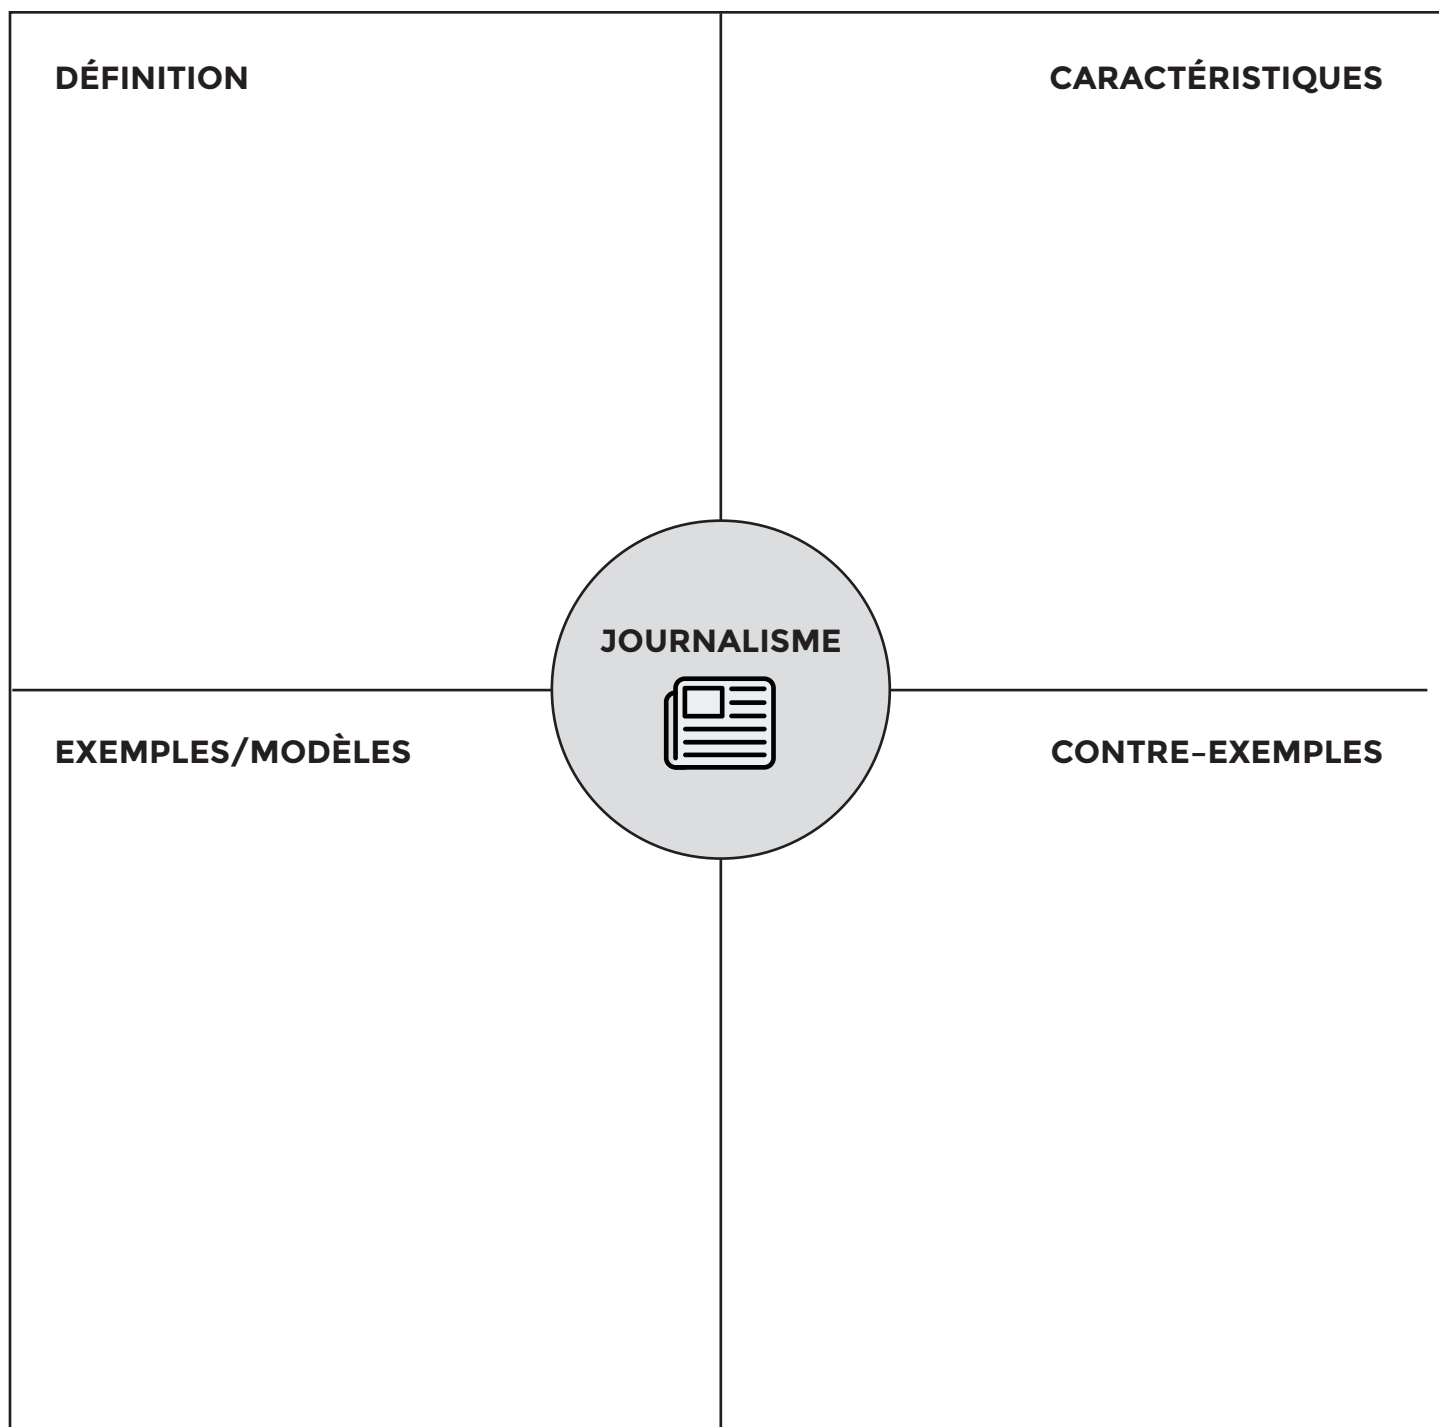 DÉFINITION
CARACTÉRISTIQUES
JOURNALISME
EXEMPLES/MODÈLES
CONTRE-EXEMPLES